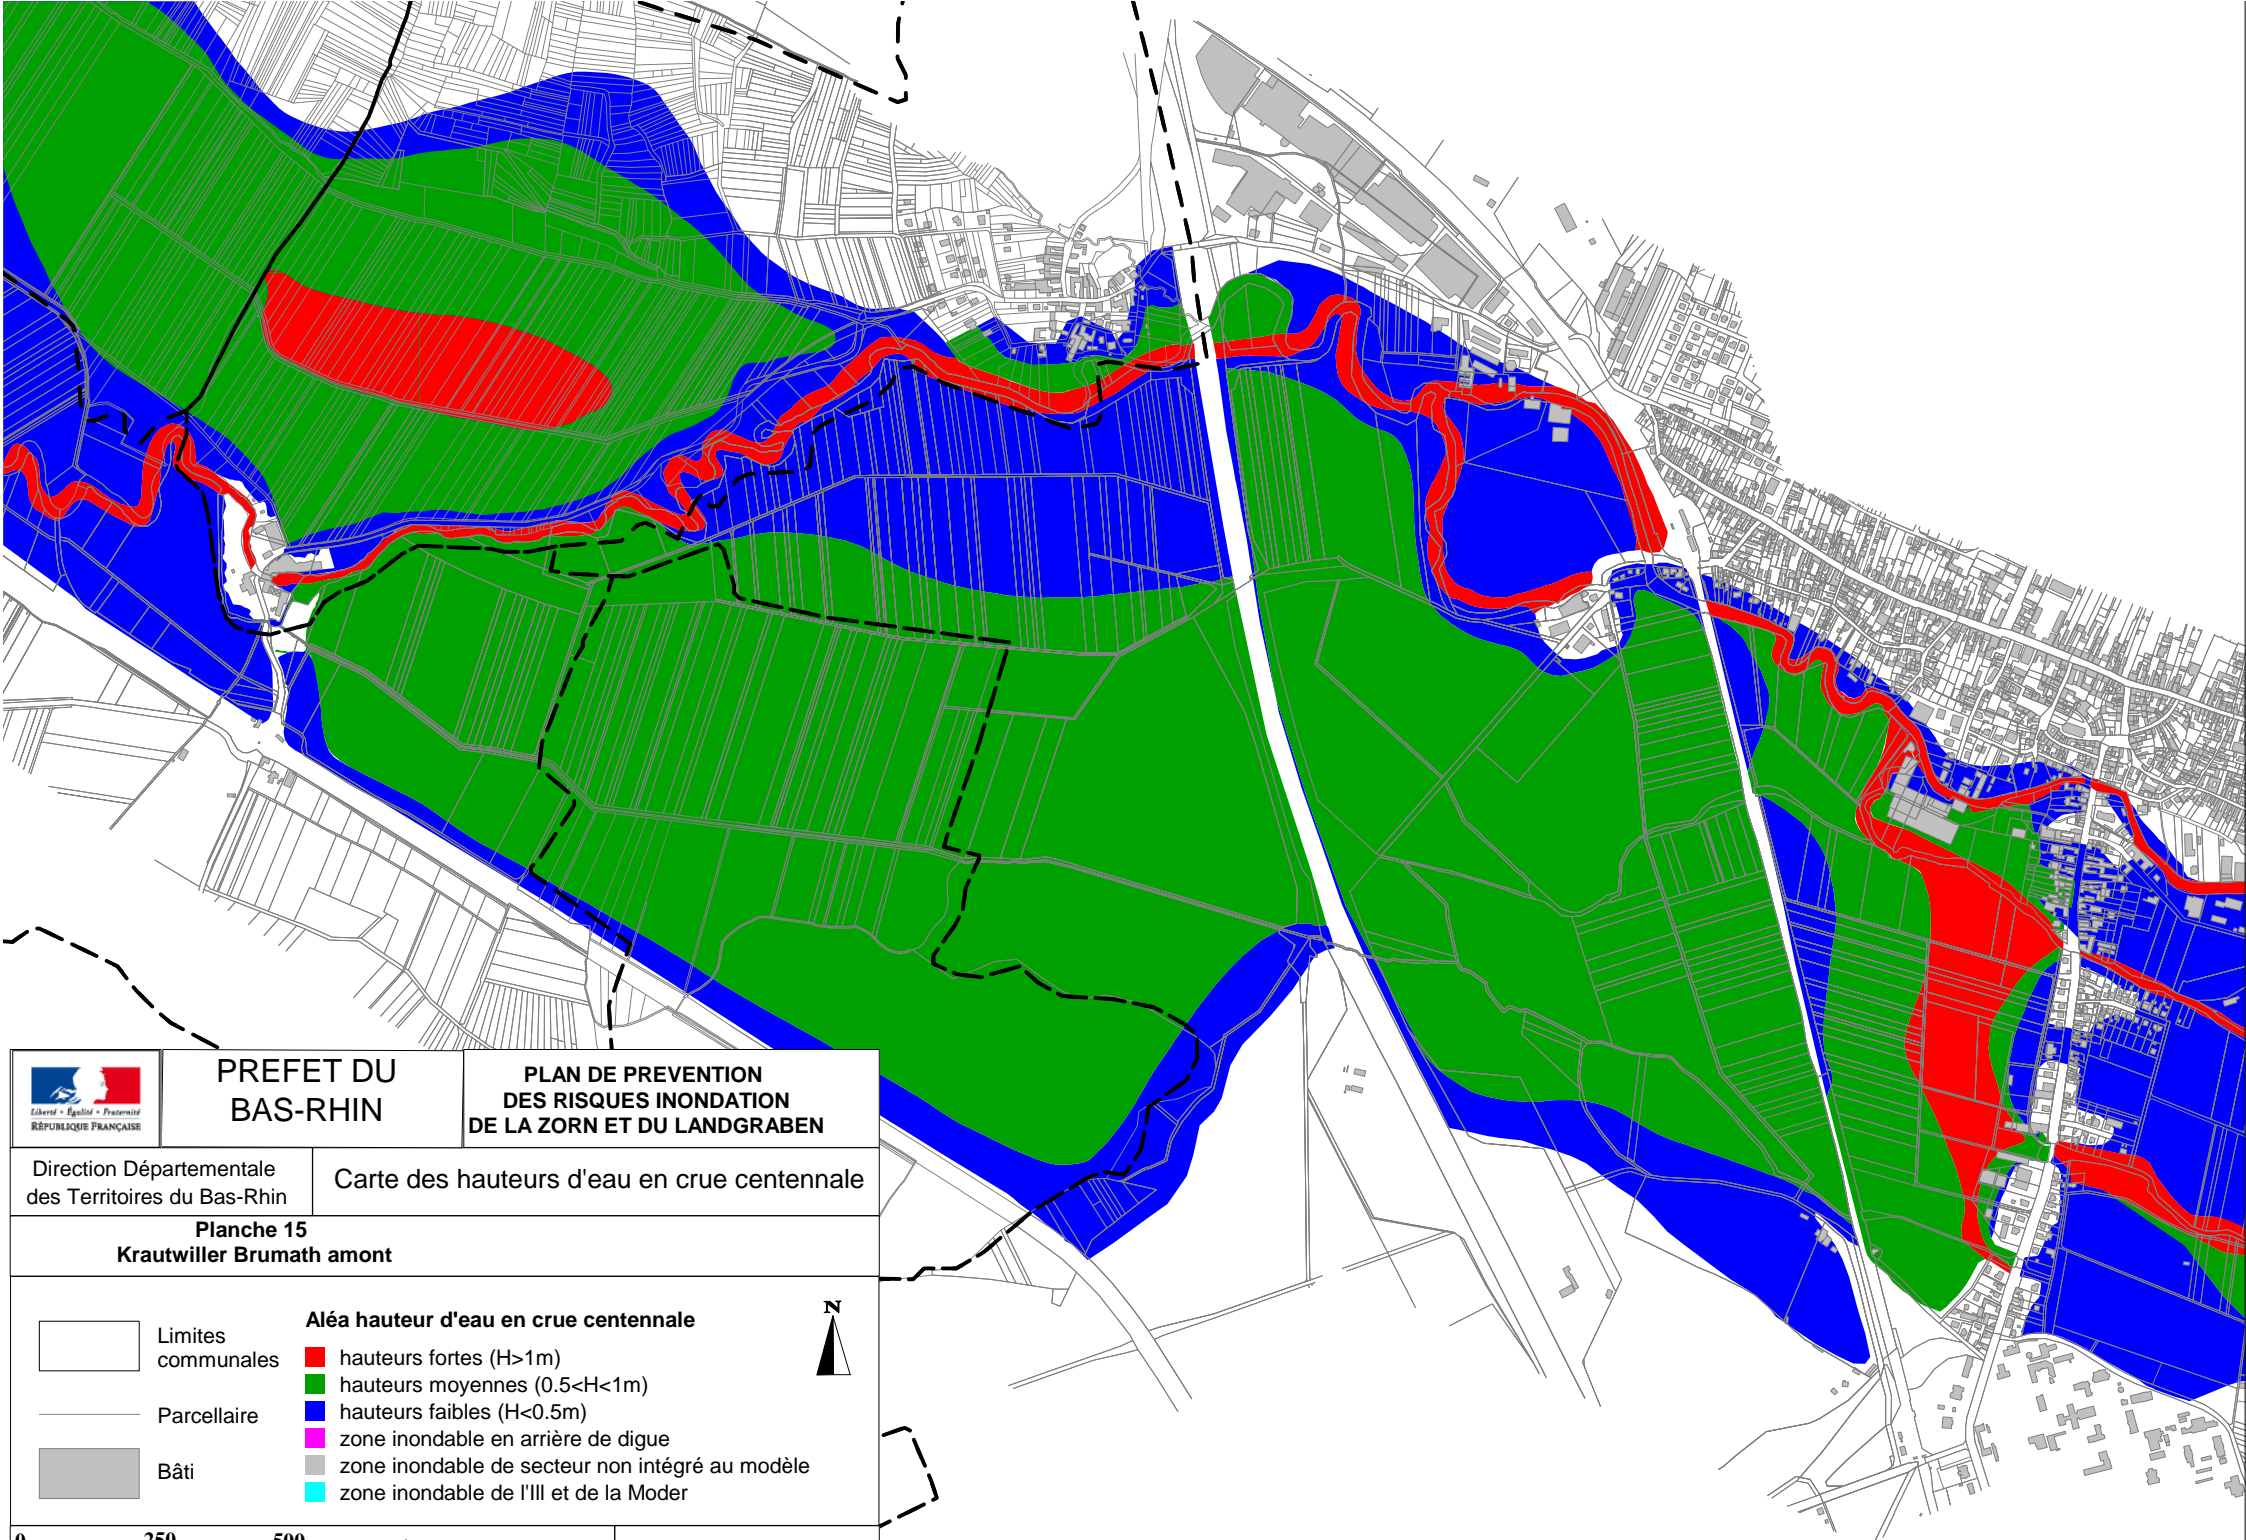 PREFET DU
BAS-RHIN
PLAN DE PREVENTION
DES RISQUES INONDATION
DE LA ZORN ET DU LANDGRABEN
Liberté • Égalité • Fraternité
RÉPUBLIQUE FRANÇAISE
Direction Départementale
des Territoires du Bas-Rhin
Carte des hauteurs d'eau en crue centennale
Planche 15
Krautwiller Brumath amont
Limites
communales
Parcellaire
Bâti
Aléa hauteur d'eau en crue centennale
hauteurs fortes (H>1m)
hauteurs moyennes (0.5<H<1m)
hauteurs faibles (H<0.5m)
zone inondable en arrière de digue
zone inondable de secteur non intégré au modèle
zone inondable de l'Ill et de la Moder
N
0 250 500